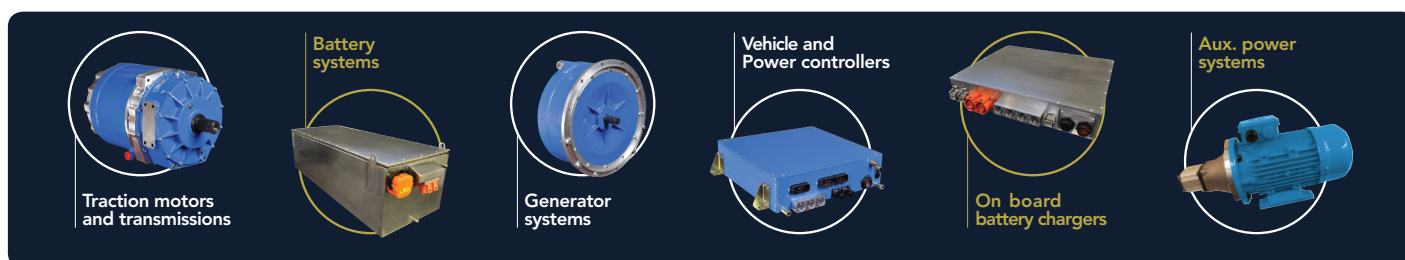 Traction motors
and transmissions
Battery
systems
Generator
systems
Vehicle and
Power controllers
On board
battery chargers
Aux. power
systems